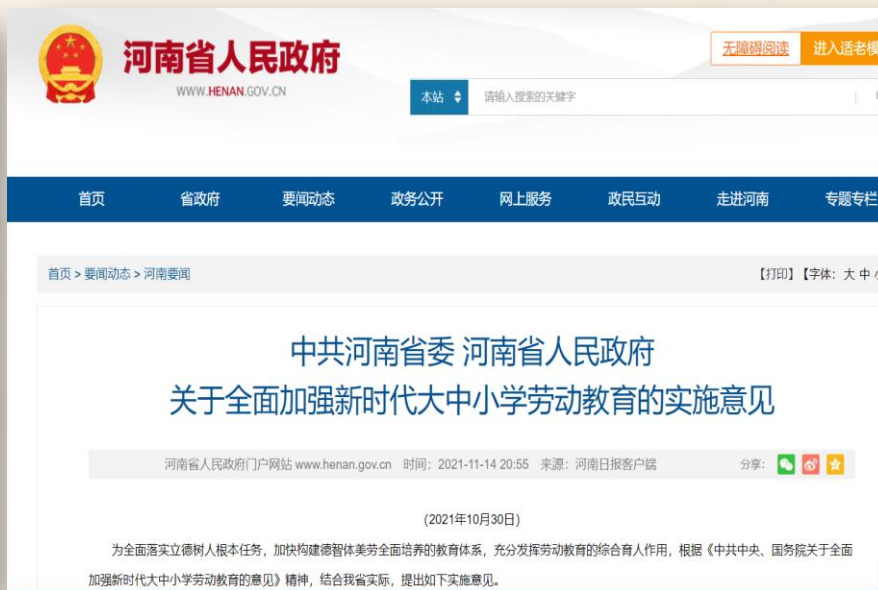 河南省人民政府
WWW.HENAN.GOV.CN
无障碍阅读 进入适老模
本站 请输入搜索的关键字
首页 省政府 要闻动态 政务公开 网上服务 政民互动 走进河南 专题专栏
首页 > 要闻动态 > 河南要闻 【打印】【字体：大 中
中共河南省委 河南省人民政府
关于全面加强新时代大中小学劳动教育的实施意见
河南省人民政府门户网站 www.henan.gov.cn 时间：2021-11-14 20:55 来源：河南日报客户端 分享：
(2021年10月30日)
为全面落实立德树人根本任务，加快构建德智体美劳全面培养的教育体系，充分发挥劳动教育的综合育人作用，根据《中共中央、国务院关于全面
加强新时代大中小学劳动教育的意见》精神，结合我省实际，提出如下实施意见。